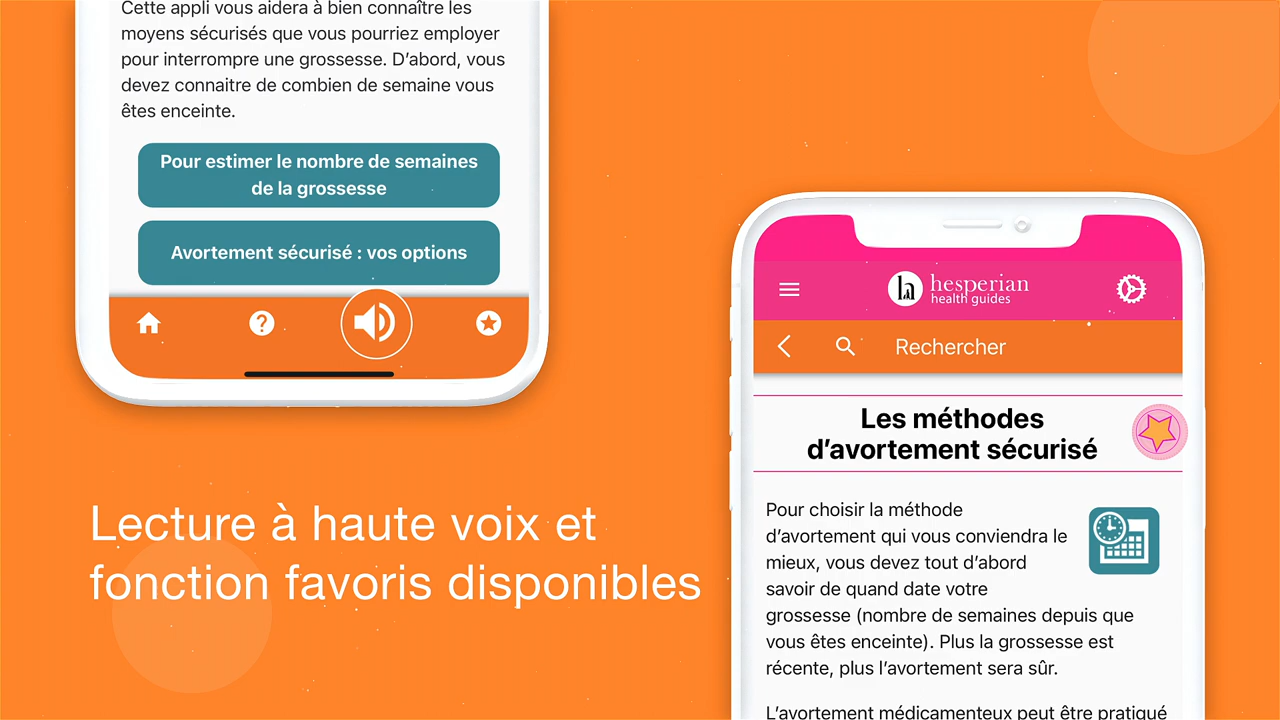 Cette appli vous aidera à bien connaître les
moyens sécurisés que vous pourriez employer
pour interrompre une grossesse. D’abord, vous
devez connaitre de combien de semaine vous
êtes enceinte.
Pour estimer le nombre de semaines
de la grossesse
Avortement sécurisé : vos options
Lecture à haute voix et
fonction favoris disponibles
hesperian
health guides
Rechercher
Les méthodes
d’avortement sécurisé
Pour choisir la méthode
d’avortement qui vous conviendra le
mieux, vous devez tout d’abord
savoir de quand date votre
grossesse (nombre de semaines depuis que
vous êtes enceinte). Plus la grossesse est
récente, plus l’avortement sera sûr.
L’avortement médicamenteux peut être pratiqué